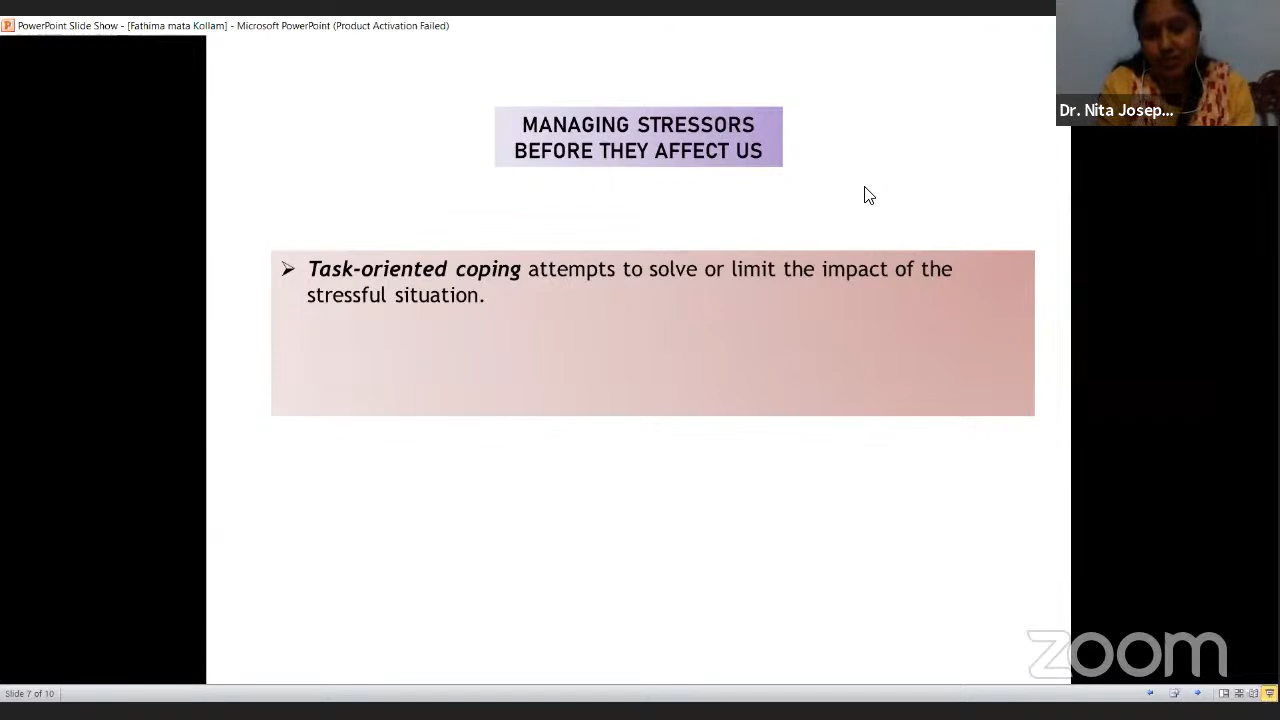 PowerPoint Slide Show - [Fathima mata Kollam] - Microsoft PowerPoint (Product Activation Failed)
Dr. Nita Josep...
MANAGING STRESSORS
BEFORE THEY AFFECT US
➢ Task-oriented coping attempts to solve or limit the impact of the
stressful situation.
zoom
Slide 7 of 10